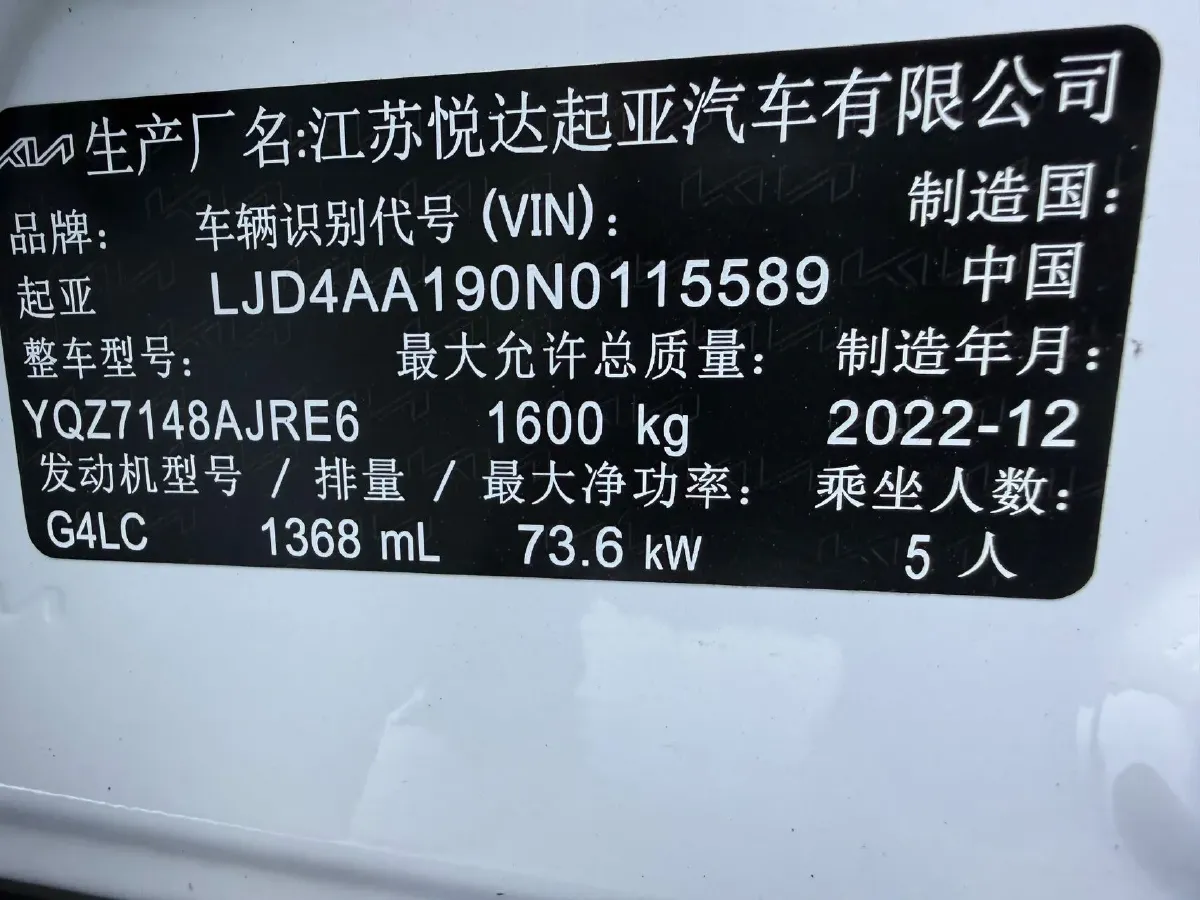 KIA 生产厂名:江苏悦达起亚汽车有限公司
品牌: 车辆识别代号 (VIN): 制造国:
起亚 LJD4AA190N0115589 中国
整车型号: 最大允许总质量: 制造年月:
YQZ7148AJRE6 1600 kg 2022-12
发动机型号 / 排量 / 最大净功率: 乘坐人数:
G4LC 1368 mL 73.6 kW 5 人